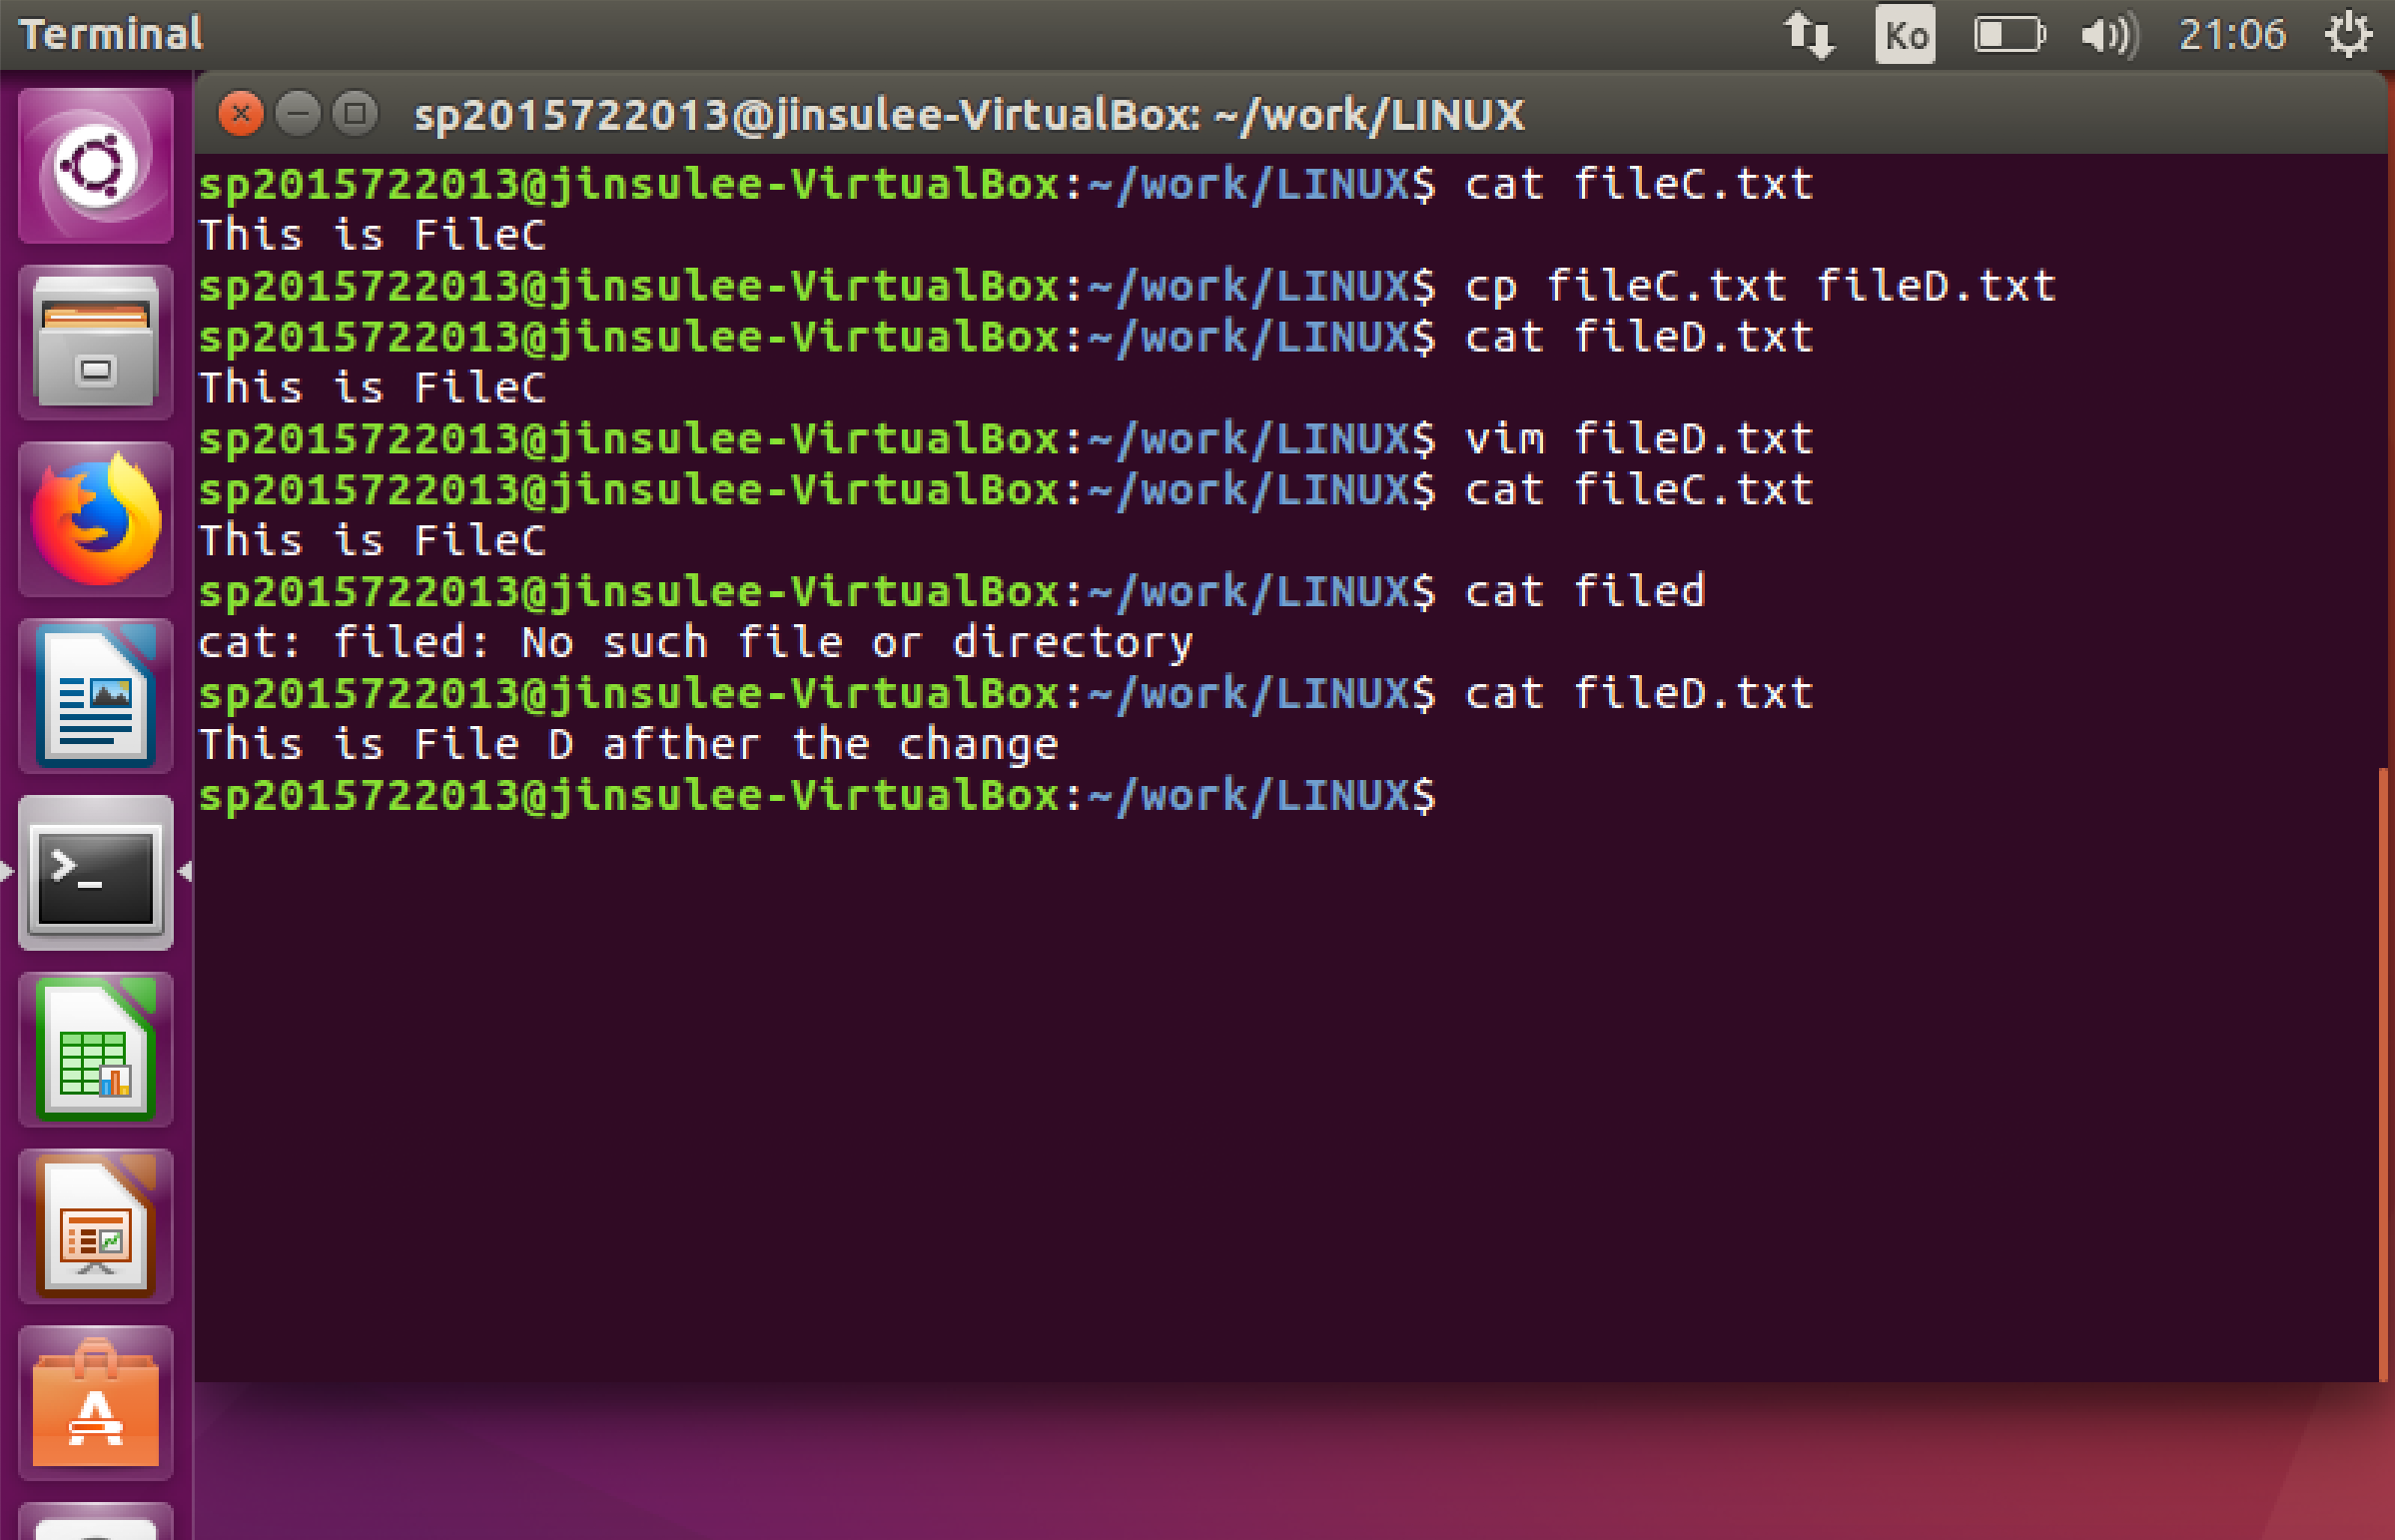 Terminal
Ko
21:06
sp2015722013@jinsulee-VirtualBox: ~/work/LINUX
sp2015722013@jinsulee-VirtualBox:~/work/LINUX$ cat fileC.txt
This is FileC
sp2015722013@jinsulee-VirtualBox:~/work/LINUX$ cp fileC.txt fileD.txt
sp2015722013@jinsulee-VirtualBox:~/work/LINUX$ cat fileD.txt
This is FileC
sp2015722013@jinsulee-VirtualBox:~/work/LINUX$ vim fileD.txt
sp2015722013@jinsulee-VirtualBox:~/work/LINUX$ cat fileC.txt
This is FileC
sp2015722013@jinsulee-VirtualBox:~/work/LINUX$ cat filed
cat: filed: No such file or directory
sp2015722013@jinsulee-VirtualBox:~/work/LINUX$ cat fileD.txt
This is File D afther the change
sp2015722013@jinsulee-VirtualBox:~/work/LINUX$